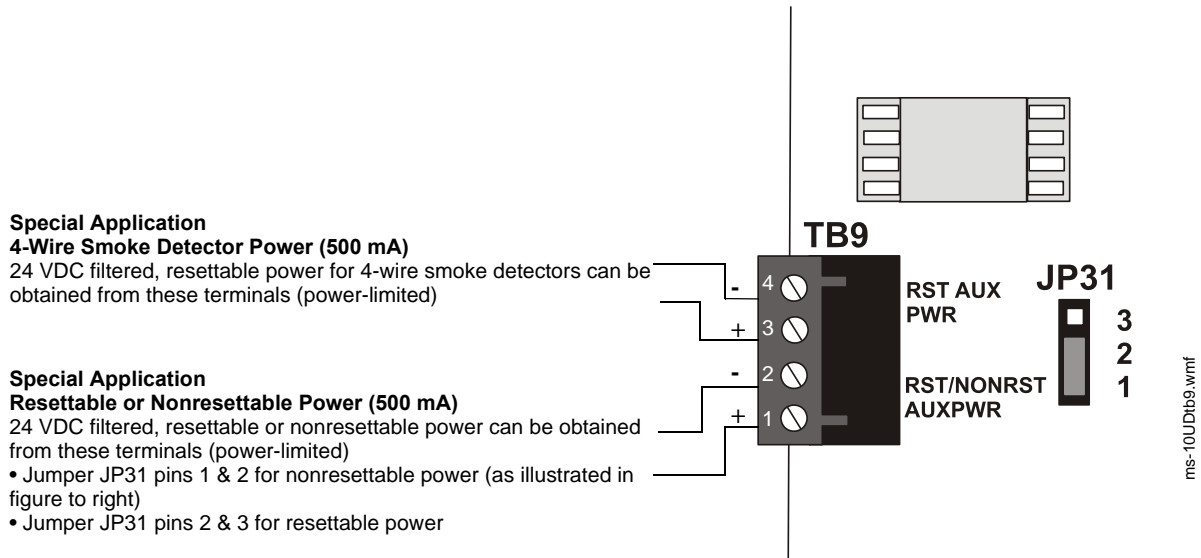 Special Application
4-Wire Smoke Detector Power (500 mA)
24 VDC filtered, resettable power for 4-wire smoke detectors can be
obtained from these terminals (power-limited)
Special Application
Resettable or Nonresettable Power (500 mA)
24 VDC filtered, resettable or nonresettable power can be obtained
from these terminals (power-limited)
• Jumper JP31 pins 1 & 2 for nonresettable power (as illustrated in
figure to right)
• Jumper JP31 pins 2 & 3 for resettable power
TB9
- 4
+ 3
- 2
+ 1
RST AUX
PWR
RST/NONRST
AUXPWR
JP31
3
2
1
ms-10UDtb9.wmf